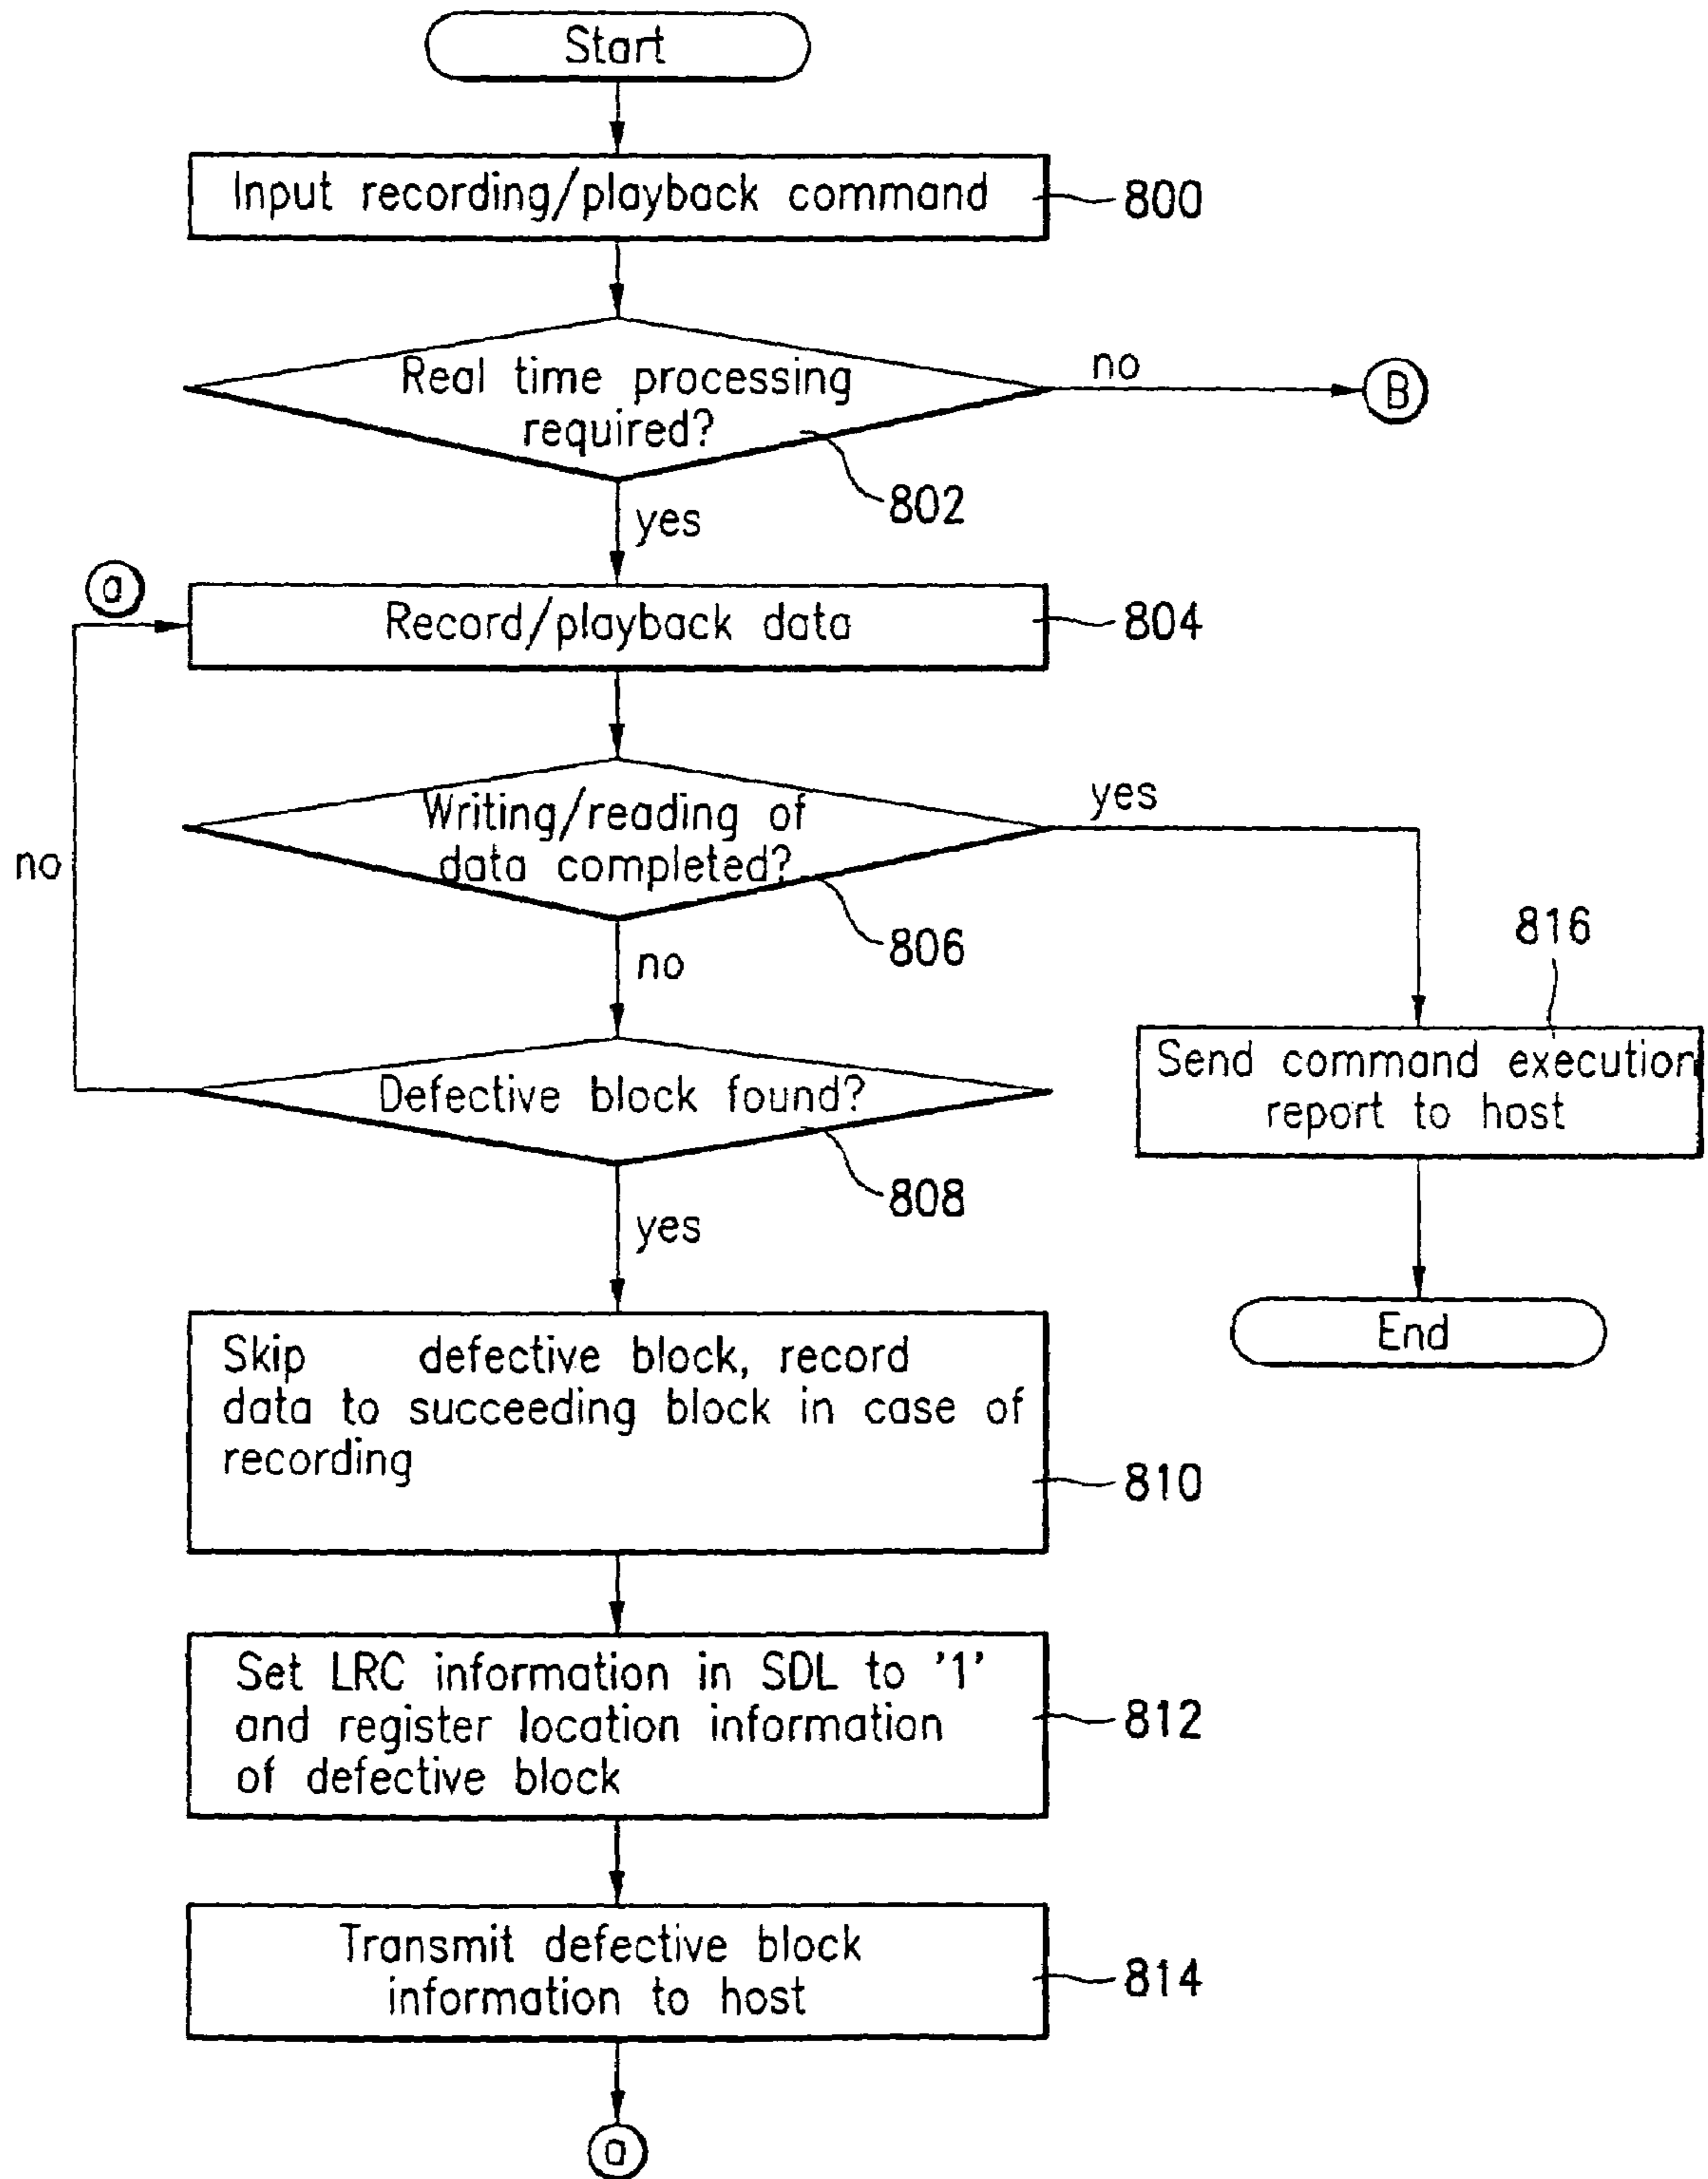 Start
Input recording/playback command
800
Real time processing
required?
no
B
802
yes
a
Record/playback data
804
Writing/reading of
data completed?
yes
no
806
no
816
Send command execution
report to host
Defective block found?
808
yes
End
Skip defective block, record
data to succeeding block in case of
recording
810
Set LRC information in SDL to '1'
and register location information
of defective block
812
Transmit defective block
information to host
814
a